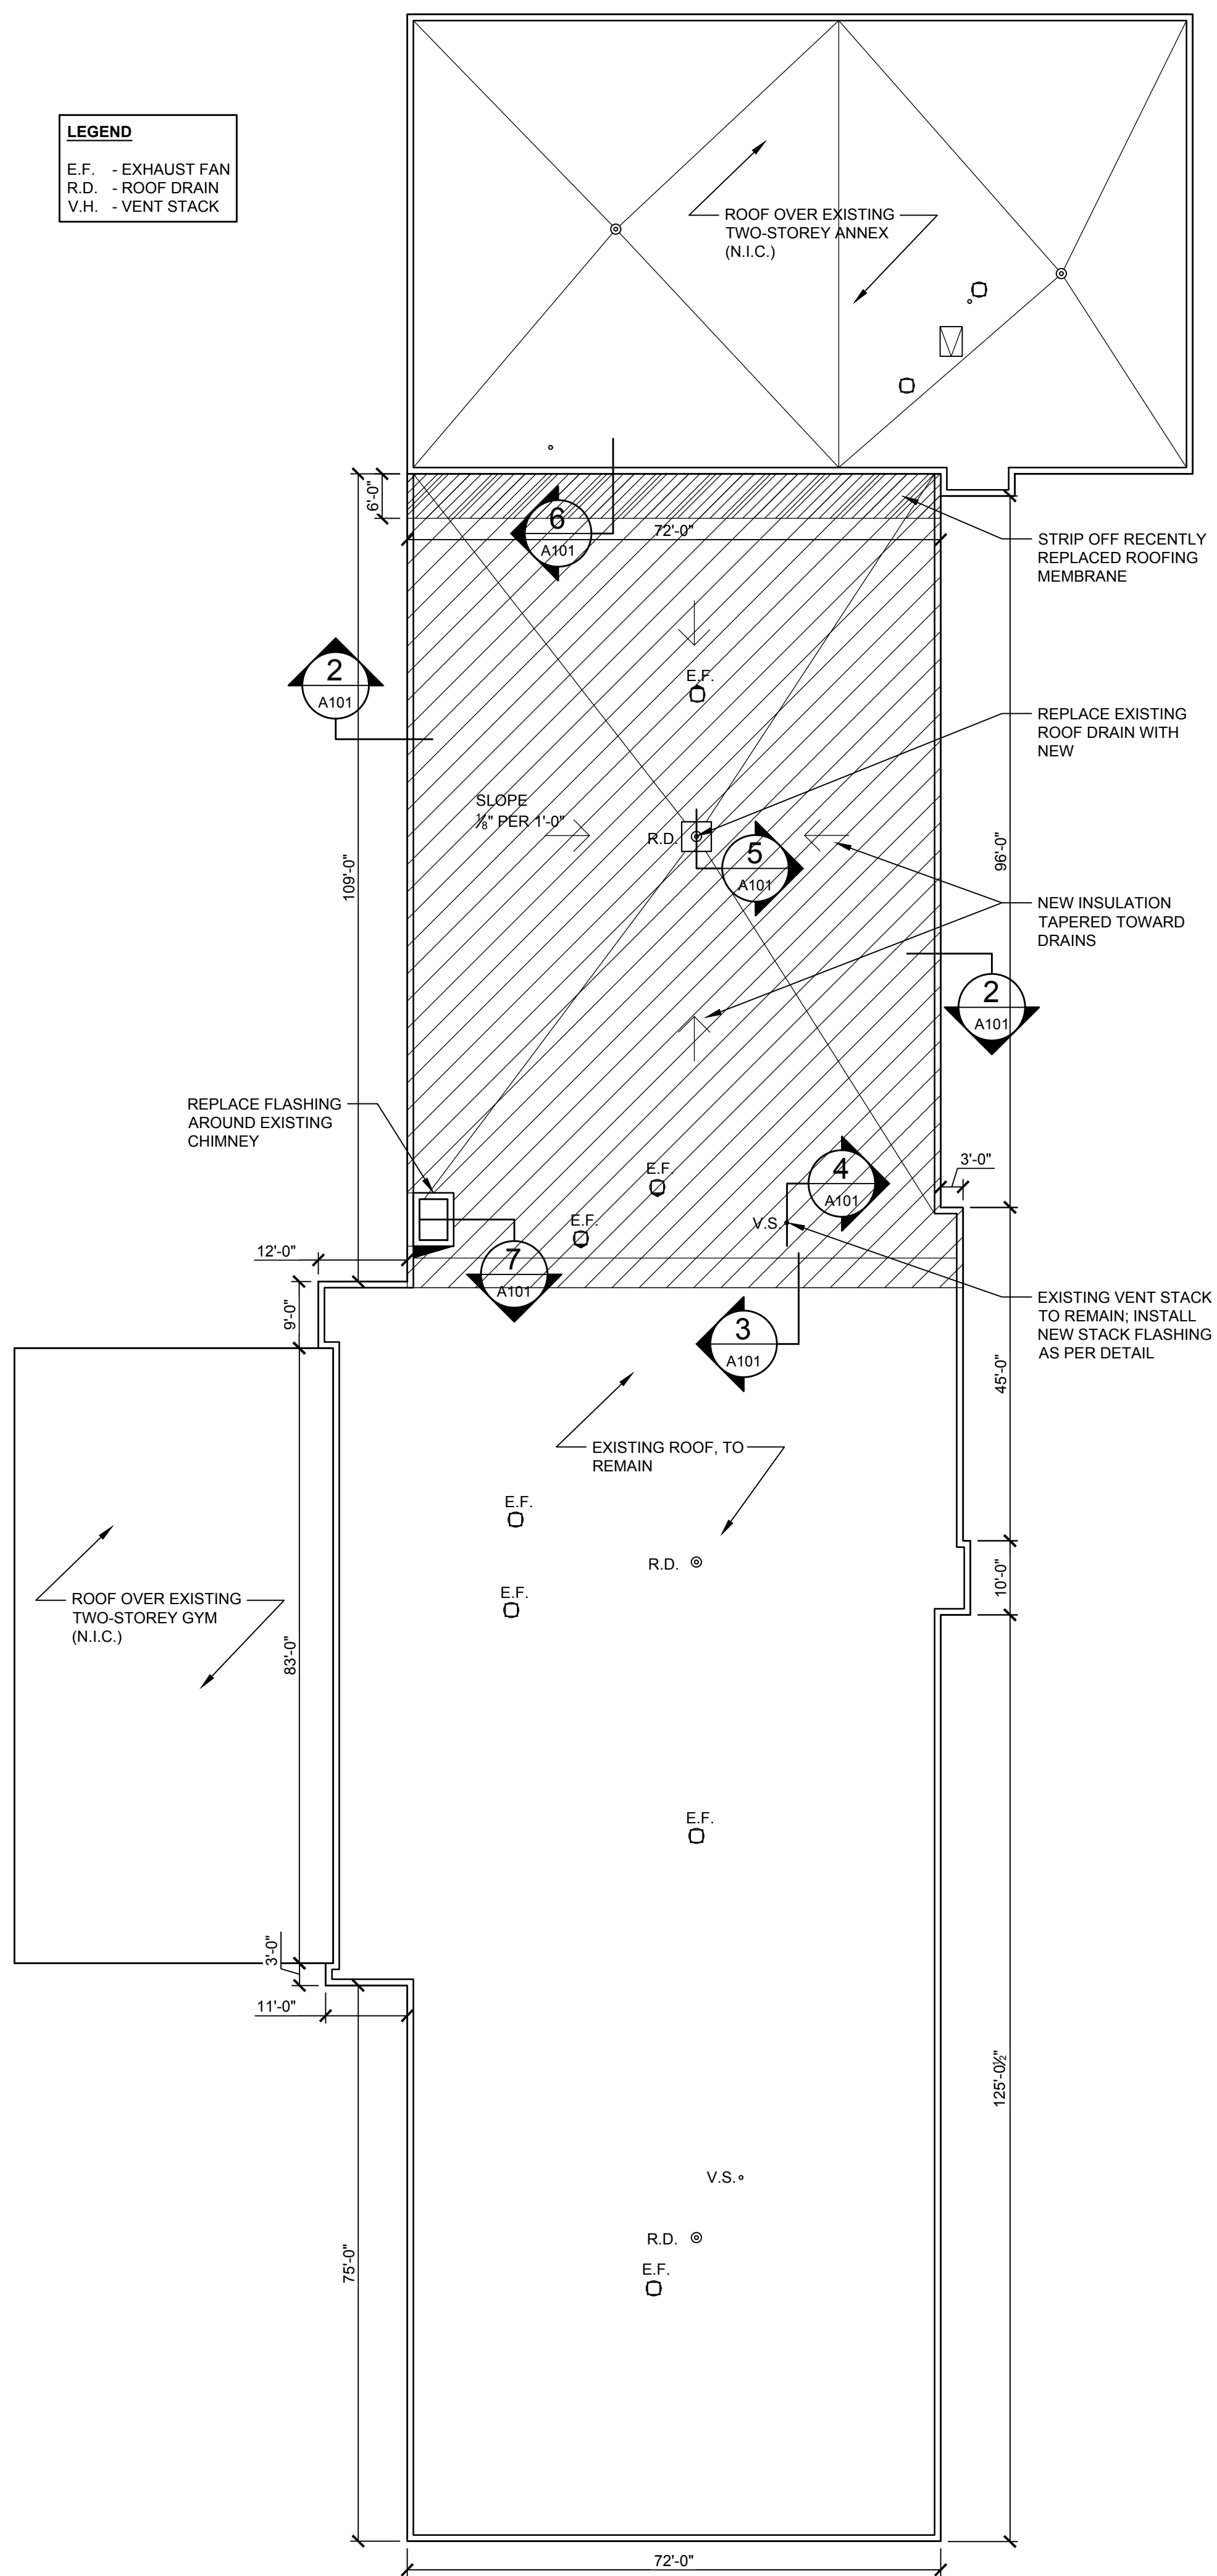 LEGEND
E.F. - EXHAUST FAN
R.D. - ROOF DRAIN
V.H. - VENT STACK
ROOF OVER EXISTING
TWO-STOREY ANNEX
(N.I.C.)
6'-0"
6
A101
72'-0"
STRIP OFF RECENTLY
REPLACED ROOFING
MEMBRANE
2
A101
E.F.
REPLACE EXISTING
ROOF DRAIN WITH
NEW
SLOPE
⅛" PER 1'-0"
R.D.
5
A101
109'-0"
96'-0"
NEW INSULATION
TAPERED TOWARD
DRAINS
2
A101
REPLACE FLASHING
AROUND EXISTING
CHIMNEY
E.F.
4
A101
3'-0"
E.F.
V.S.
12'-0"
7
A101
9'-0"
3
A101
EXISTING VENT STACK
TO REMAIN; INSTALL
NEW STACK FLASHING
AS PER DETAIL
45'-0"
EXISTING ROOF, TO
REMAIN
E.F.
R.D.
10'-0"
E.F.
ROOF OVER EXISTING
TWO-STOREY GYM
(N.I.C.)
83'-0"
E.F.
3'-0"
11'-0"
125'-0½"
V.S.
R.D.
E.F.
75'-0"
72'-0"